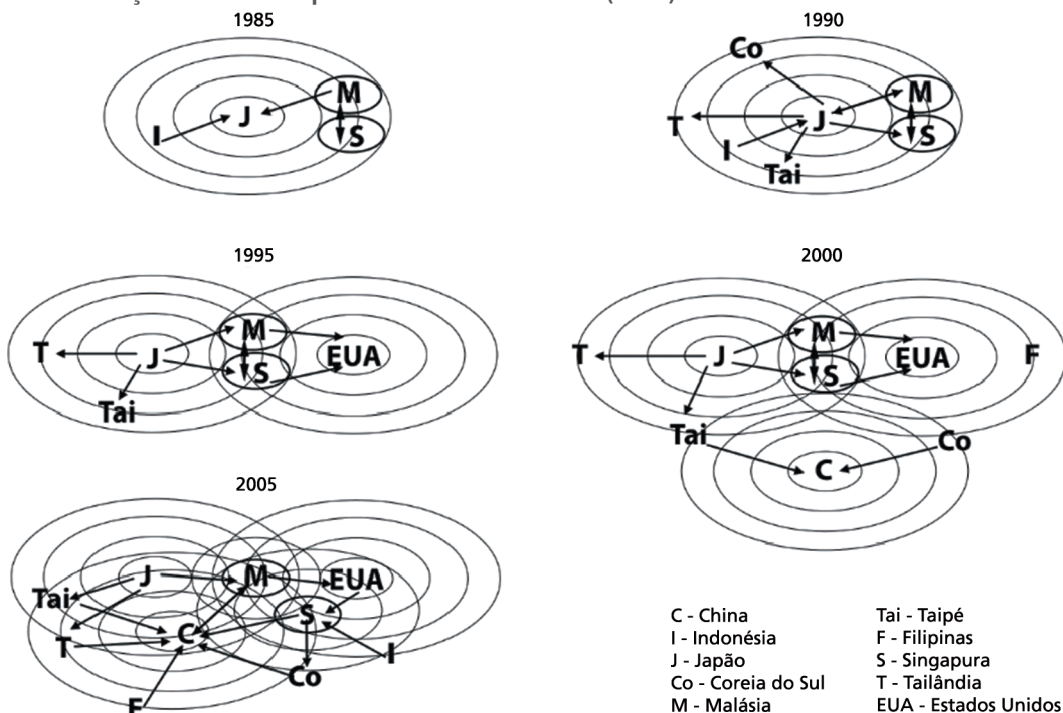 1985
J
M
S
I
1990
Co
T
J
M
S
I
Tai
1995
T
J
M
S
EUA
Tai
2000
T
J
M
S
EUA
F
Tai
Co
C
2005
J
M
EUA
Tai
S
C
T
I
Co
C - China
I - Indonésia
J - Japão
Co - Coreia do Sul
M - Malásia
Tai - Taipé
F - Filipinas
S - Singapura
T - Tailândia
EUA - Estados Unidos